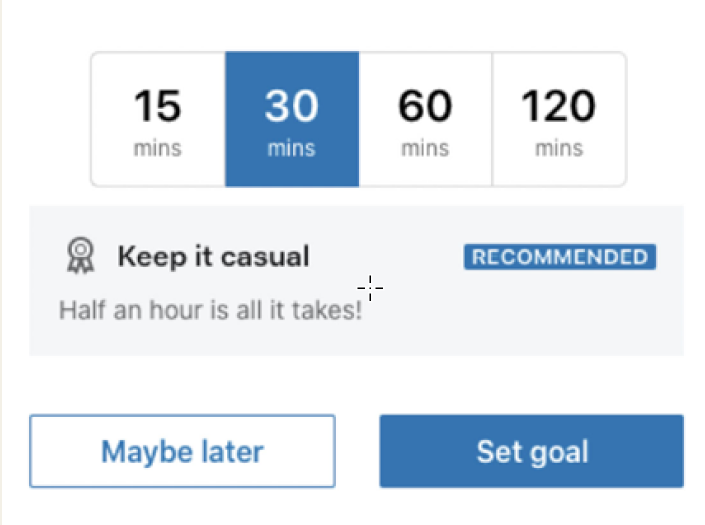 15 30 60 120
mins mins mins mins
Keep it casual RECOMMENDED
Half an hour is all it takes!
Maybe later Set goal